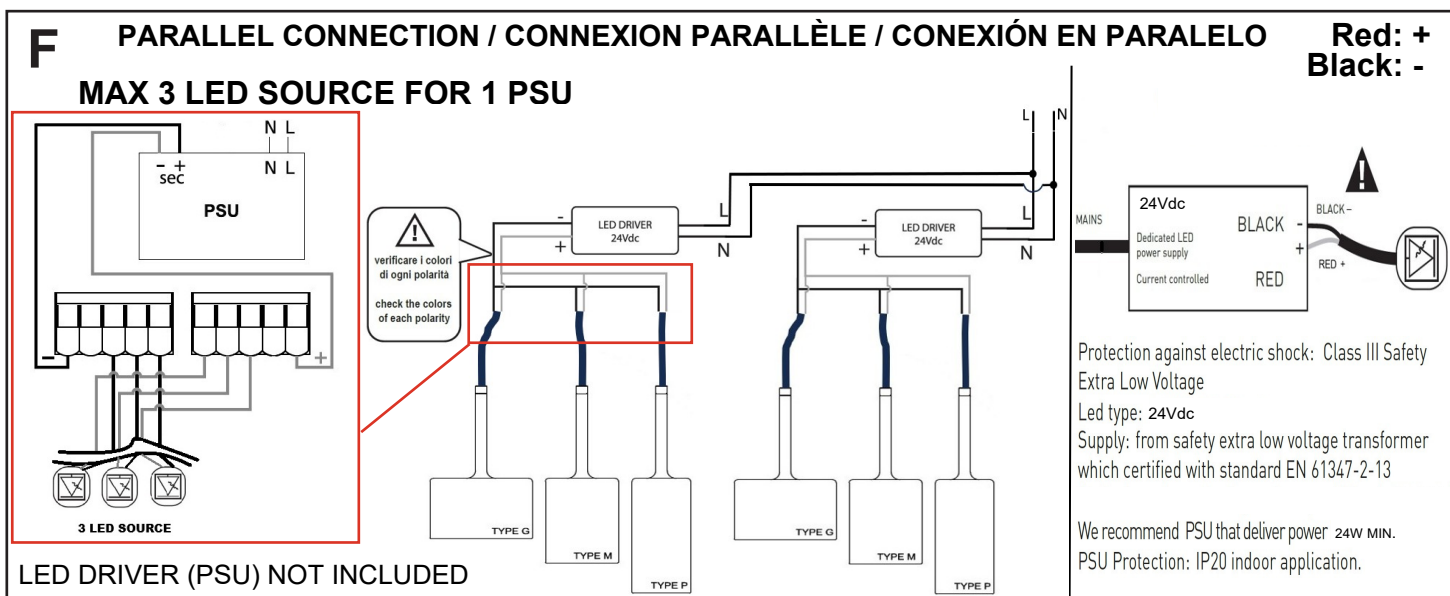 F
PARALLEL CONNECTION / CONNEXION PARALLÈLE / CONEXIÓN EN PARALELO
Red: +
Black: -
MAX 3 LED SOURCE FOR 1 PSU
N L
- +
sec
N L
PSU
-
+
3 LED SOURCE
LED DRIVER (PSU) NOT INCLUDED
!
verificare i colori
di ogni polarità
check the colors
of each polarity
L
N
-
+
LED DRIVER
24Vdc
L
N
TYPE G
TYPE M
TYPE P
-
+
LED DRIVER
24Vdc
L
N
TYPE G
TYPE M
TYPE P
!
MAINS
24Vdc
Dedicated LED
power supply
Current controlled
BLACK -
+
RED
BLACK -
RED +
Protection against electric shock: Class III Safety
Extra Low Voltage
Led type: 24Vdc
Supply: from safety extra low voltage transformer
which certified with standard EN 61347-2-13
We recommend PSU that deliver power 24W MIN.
PSU Protection: IP20 indoor application.